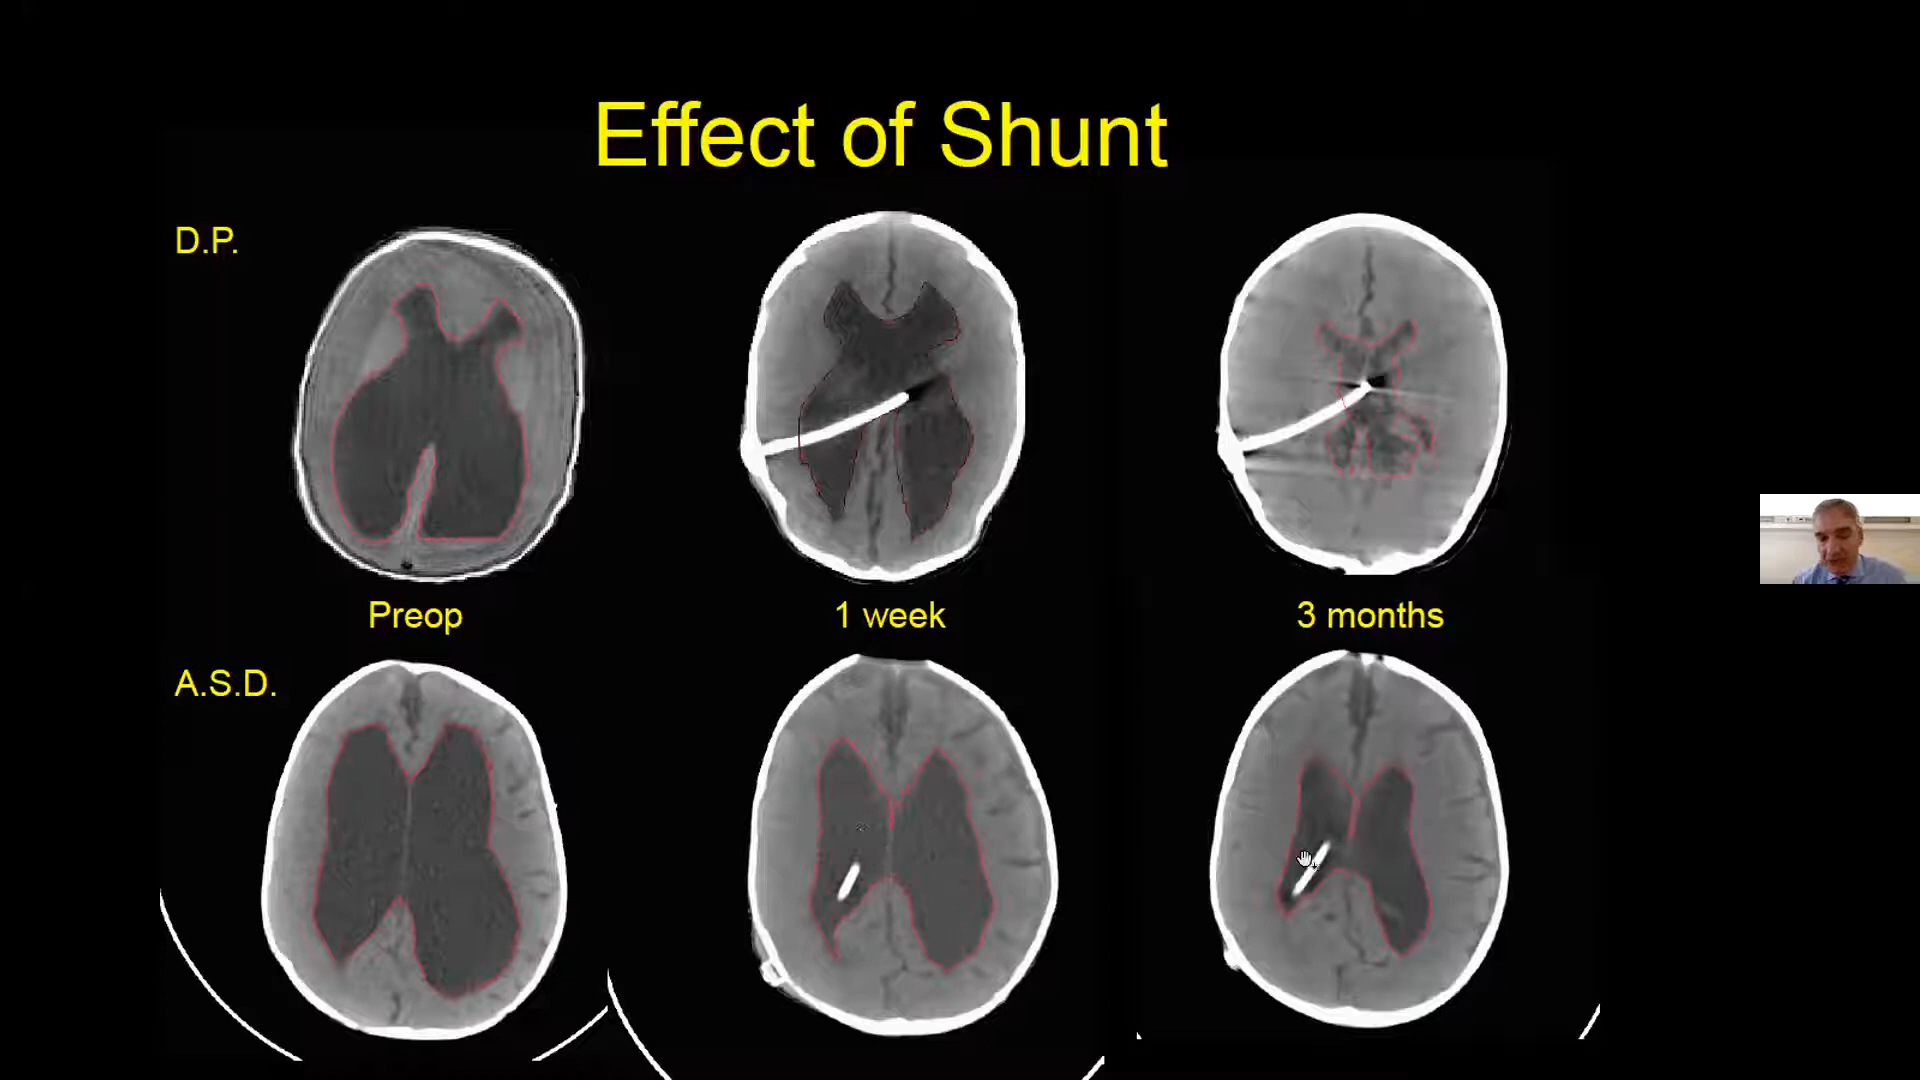 Effect of Shunt
D.P.
Preop
1 week
3 months
A.S.D.